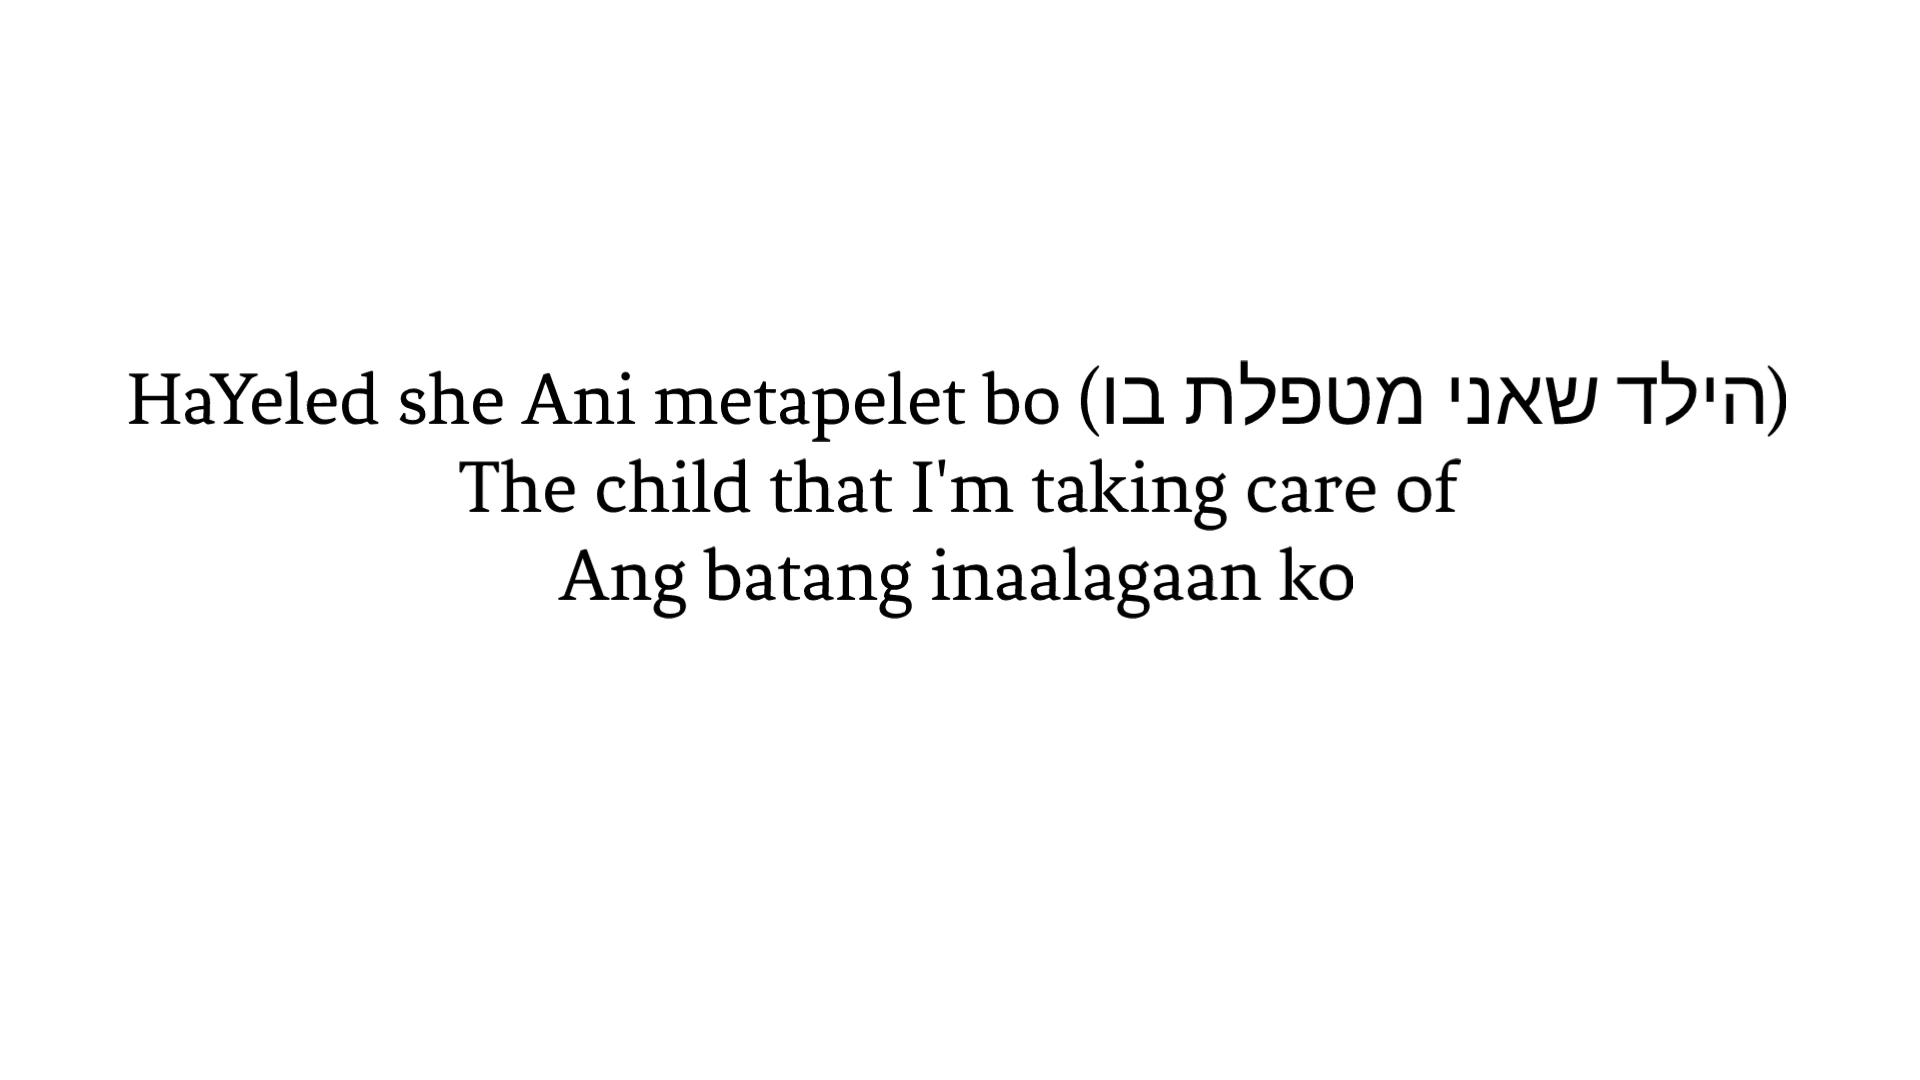 HaYeled she Ani metapelet bo (הילד שאני מטפלת בו)
The child that I'm taking care of
Ang batang inaalagaan ko